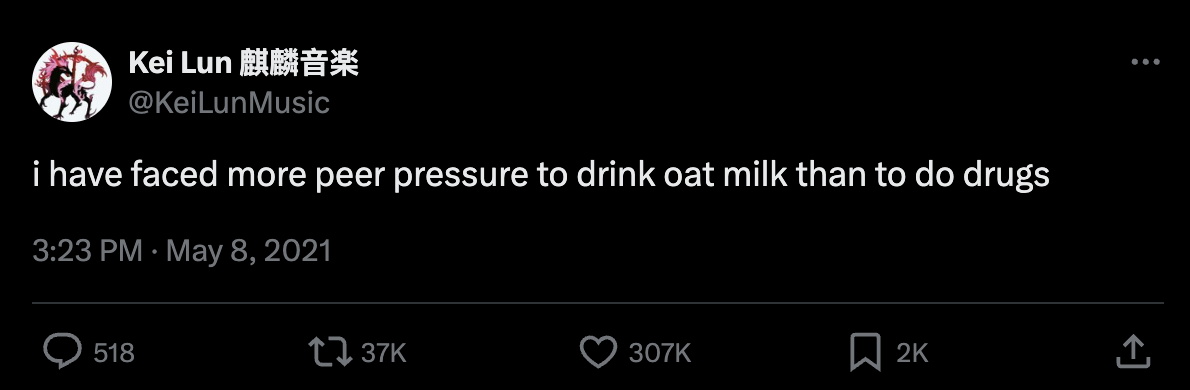 Kei Lun 麒麟音楽
@KeiLunMusic
i have faced more peer pressure to drink oat milk than to do drugs
3:23 PM · May 8, 2021
518 37K 307K 2K